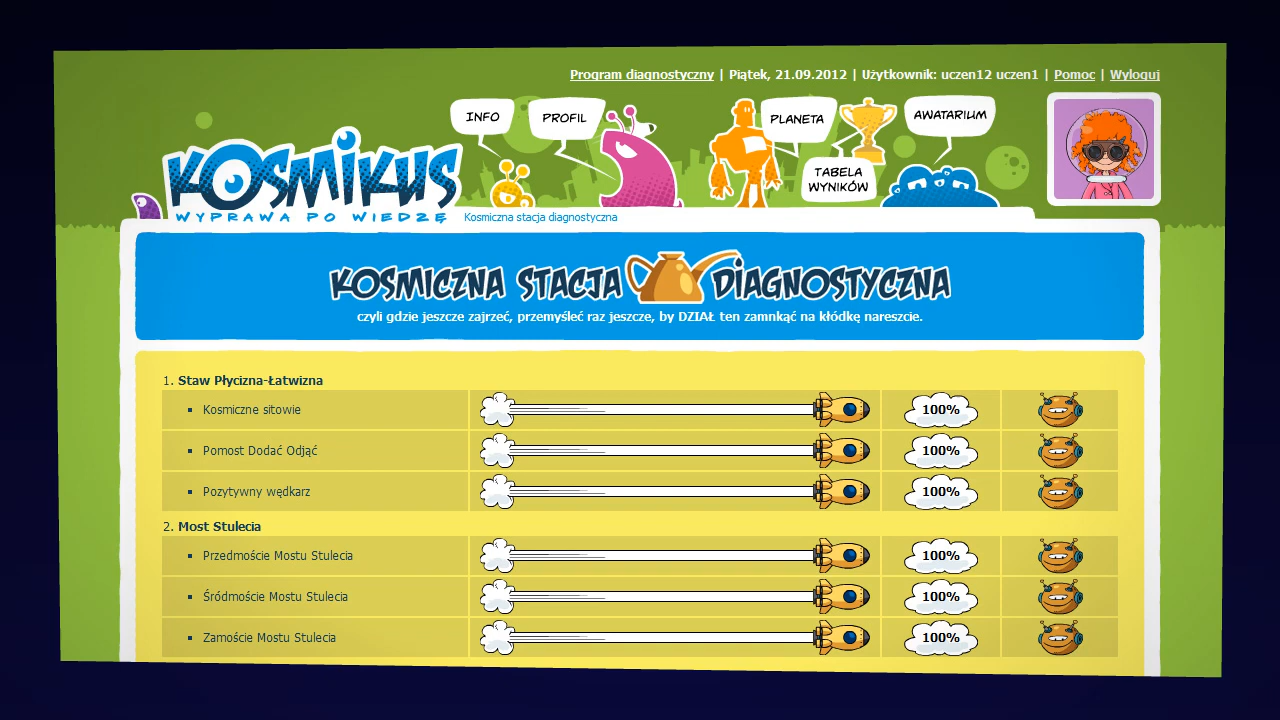 Program diagnostyczny | Piątek, 21.09.2012 | Użytkownik: uczen12 uczen1 | Pomoc | Wyloguj
INFO
PROFIL
PLANETA
AWATARIUM
TABELA
WYNIKÓW
KOSMIKUS
WYPRAWA PO WIEDZĘ
Kosmiczna stacja diagnostyczna
KOSMICZNA STACJA DIAGNOSTYCZNA
czyli gdzie jeszcze zajrzeć, przemyśleć raz jeszcze, by DZIAŁ ten zamnkąć na kłódkę nareszcie.
1. Staw Płycizna-Łatwizna
Kosmiczne sitowie 100%
Pomost Dodać Odjąć 100%
Pozytywny wędkarz 100%
2. Most Stulecia
Przedmoście Mostu Stulecia 100%
Śródmoście Mostu Stulecia 100%
Zamoście Mostu Stulecia 100%